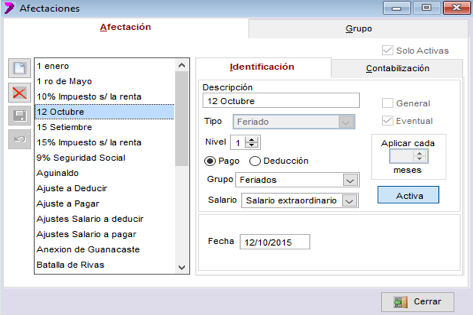 Afectaciones
Afectación
Grupo
Solo Activas
1 enero
1 ro de Mayo
10% Impuesto s/ la renta
12 Octubre
15 Setiembre
15% Impuesto s/ la renta
9% Seguridad Social
Aguinaldo
Ajuste a Deducir
Ajuste a Pagar
Ajustes Salario a deducir
Ajustes Salario a pagar
Anexion de Guanacaste
Batalla de Rivas
Identificación
Contabilización
Descripción
12 Octubre
Tipo Feriado
Nivel 1
Pago Deducción
Grupo Feriados
Salario Salario extraordinario
General
Eventual
Aplicar cada
meses
Activa
Fecha 12/10/2015
Cerrar